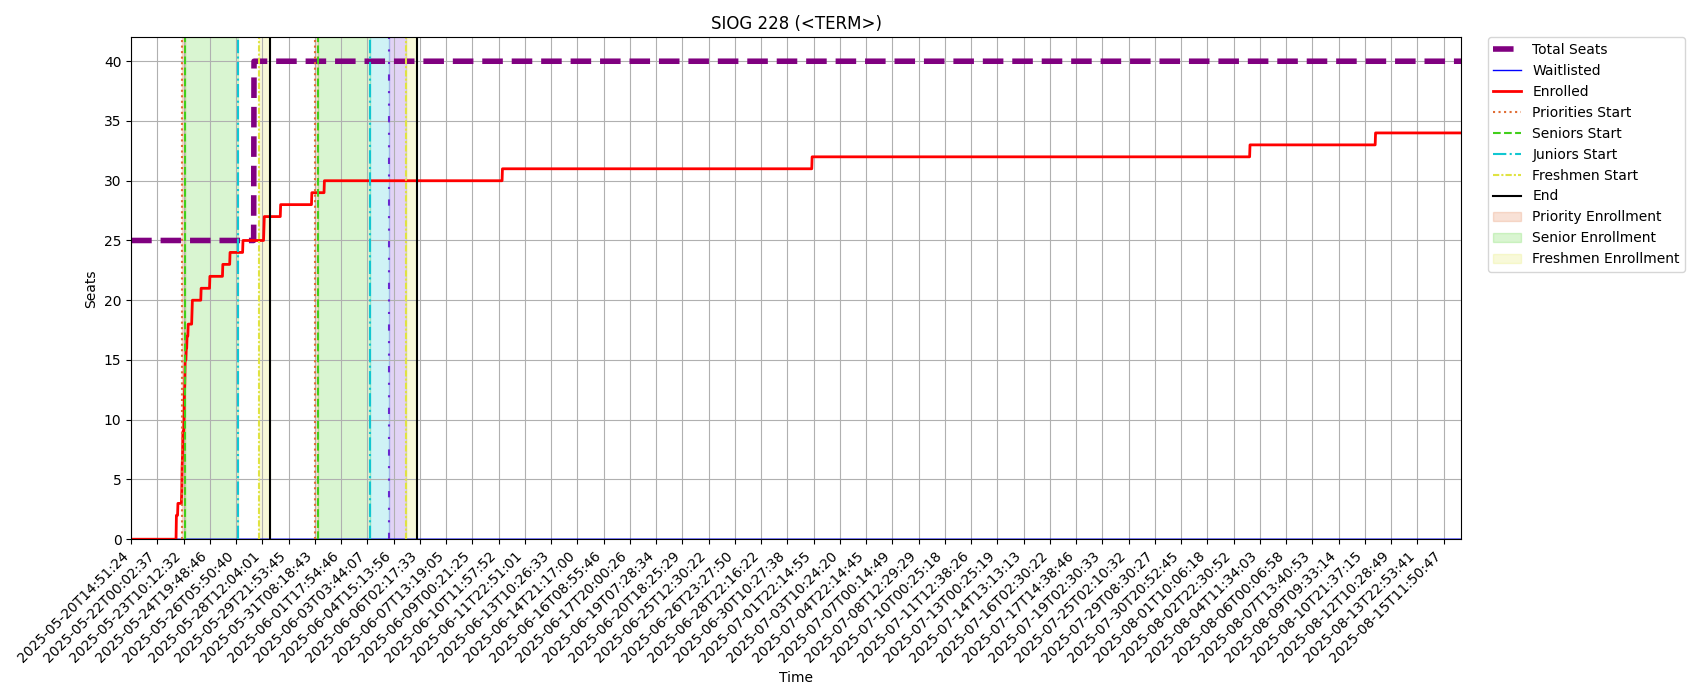 SIOG 228 (<TERM>)
Total Seats
Waitlisted
Enrolled
Priorities Start
Seniors Start
Juniors Start
Freshmen Start
End
Priority Enrollment
Senior Enrollment
Freshmen Enrollment
Seats
40
35
30
25
20
15
10
5
0
2025-05-20T14:51:24
2025-05-22T00:02:37
2025-05-23T10:12:32
2025-05-24T19:48:46
2025-05-26T05:50:40
2025-05-28T12:04:01
2025-05-29T21:53:45
2025-05-31T08:18:43
2025-06-01T17:54:46
2025-06-03T03:44:07
2025-06-04T15:13:56
2025-06-06T02:17:33
2025-06-07T13:19:05
2025-06-09T00:21:25
2025-06-10T11:57:52
2025-06-11T22:51:01
2025-06-13T10:26:33
2025-06-14T21:17:00
2025-06-16T08:55:46
2025-06-17T20:00:26
2025-06-19T07:28:34
2025-06-20T18:25:29
2025-06-25T12:30:22
2025-06-26T23:27:50
2025-06-28T22:16:22
2025-06-30T10:27:38
2025-07-01T22:14:55
2025-07-03T10:24:20
2025-07-04T22:14:45
2025-07-07T00:14:49
2025-07-08T12:29:29
2025-07-10T00:25:18
2025-07-11T12:38:26
2025-07-13T00:25:19
2025-07-14T13:13:13
2025-07-16T02:30:22
2025-07-17T14:38:46
2025-07-19T02:30:33
2025-07-25T02:10:32
2025-07-29T08:30:27
2025-07-30T20:52:45
2025-08-01T10:06:18
2025-08-02T22:30:52
2025-08-04T11:34:03
2025-08-06T00:06:58
2025-08-07T13:40:53
2025-08-09T09:33:14
2025-08-10T21:37:15
2025-08-12T10:28:49
2025-08-13T22:53:41
2025-08-15T11:50:47
Time